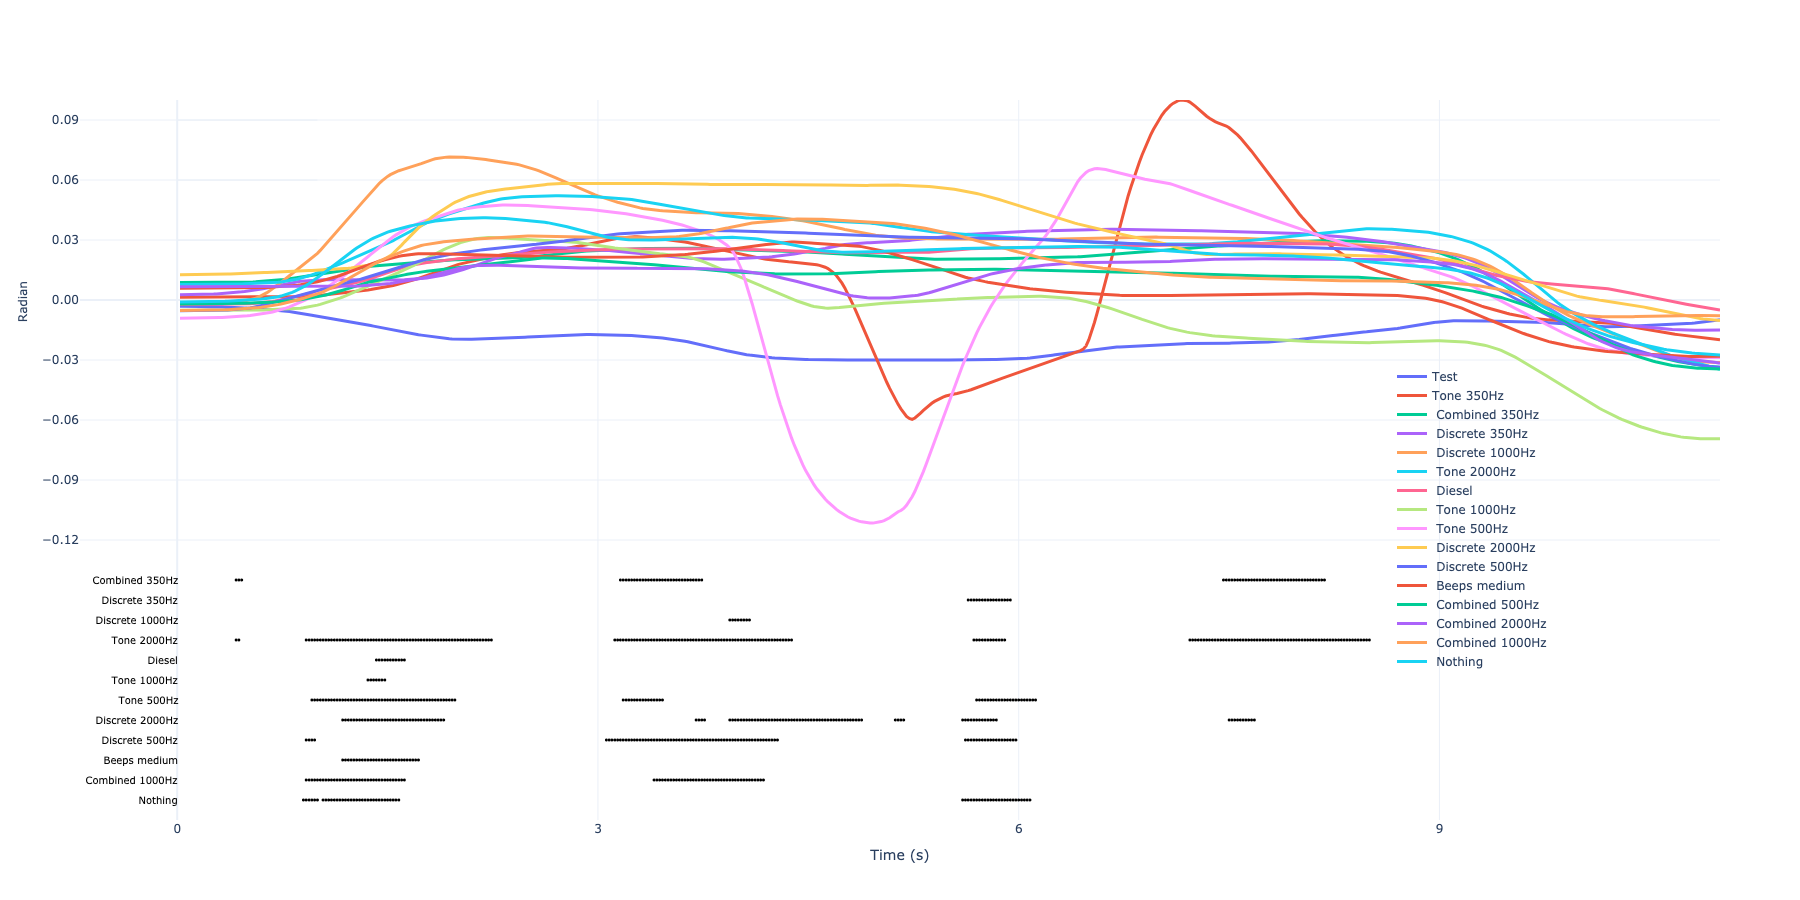 0.09
0.06
0.03
0.00
−0.03
−0.06
−0.09
−0.12
Radian
Test
Tone 350Hz
Combined 350Hz
Discrete 350Hz
Discrete 1000Hz
Tone 2000Hz
Diesel
Tone 1000Hz
Tone 500Hz
Discrete 2000Hz
Discrete 500Hz
Beeps medium
Combined 500Hz
Combined 2000Hz
Combined 1000Hz
Nothing
Combined 350Hz
Discrete 350Hz
Discrete 1000Hz
Tone 2000Hz
Diesel
Tone 1000Hz
Tone 500Hz
Discrete 2000Hz
Discrete 500Hz
Beeps medium
Combined 1000Hz
Nothing
0 3 6 9
Time (s)